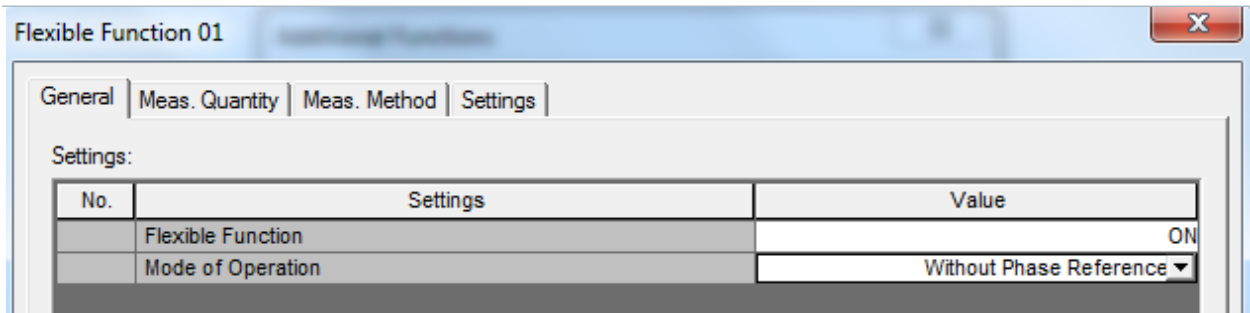 Flexible Function 01
General Meas. Quantity Meas. Method Settings
Settings:
No. Settings Value
Flexible Function ON
Mode of Operation Without Phase Reference